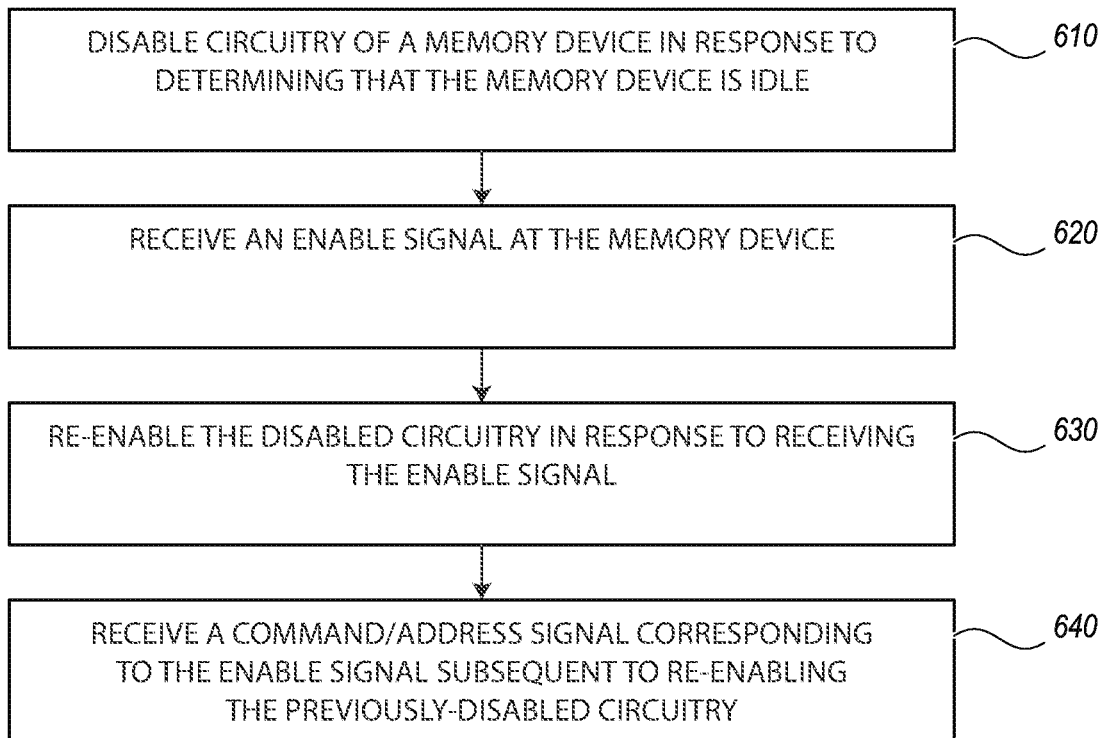 DISABLE CIRCUITRY OF A MEMORY DEVICE IN RESPONSE TO
DETERMINING THAT THE MEMORY DEVICE IS IDLE
610
RECEIVE AN ENABLE SIGNAL AT THE MEMORY DEVICE
620
RE-ENABLE THE DISABLED CIRCUITRY IN RESPONSE TO RECEIVING
THE ENABLE SIGNAL
630
RECEIVE A COMMAND/ADDRESS SIGNAL CORRESPONDING
TO THE ENABLE SIGNAL SUBSEQUENT TO RE-ENABLING
THE PREVIOUSLY-DISABLED CIRCUITRY
640